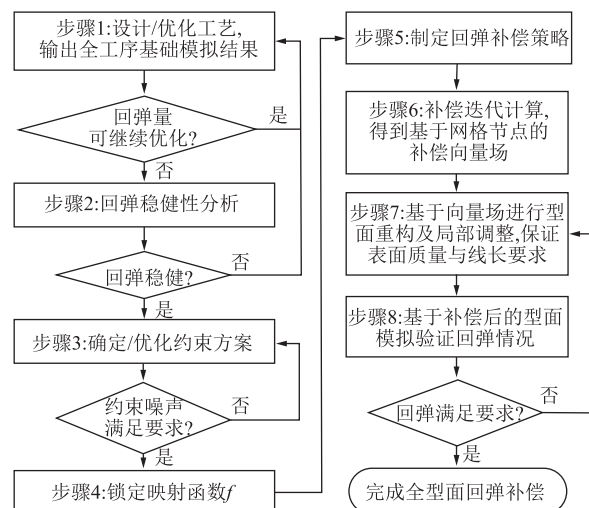 步骤1:设计/优化工艺,
输出全工序基础模拟结果
回弹量
可继续优化?
是
否
步骤2:回弹稳健性分析
回弹稳健?
否
是
步骤3:确定/优化约束方案
约束噪声
满足要求?
否
是
步骤4:锁定映射函数f
步骤5:制定回弹补偿策略
步骤6:补偿迭代计算,
得到基于网格节点的
补偿向量场
步骤7:基于向量场进行型
面重构及局部调整,保证
表面质量与线长要求
步骤8:基于补偿后的型面
模拟验证回弹情况
回弹满足要求?
否
是
完成全型面回弹补偿